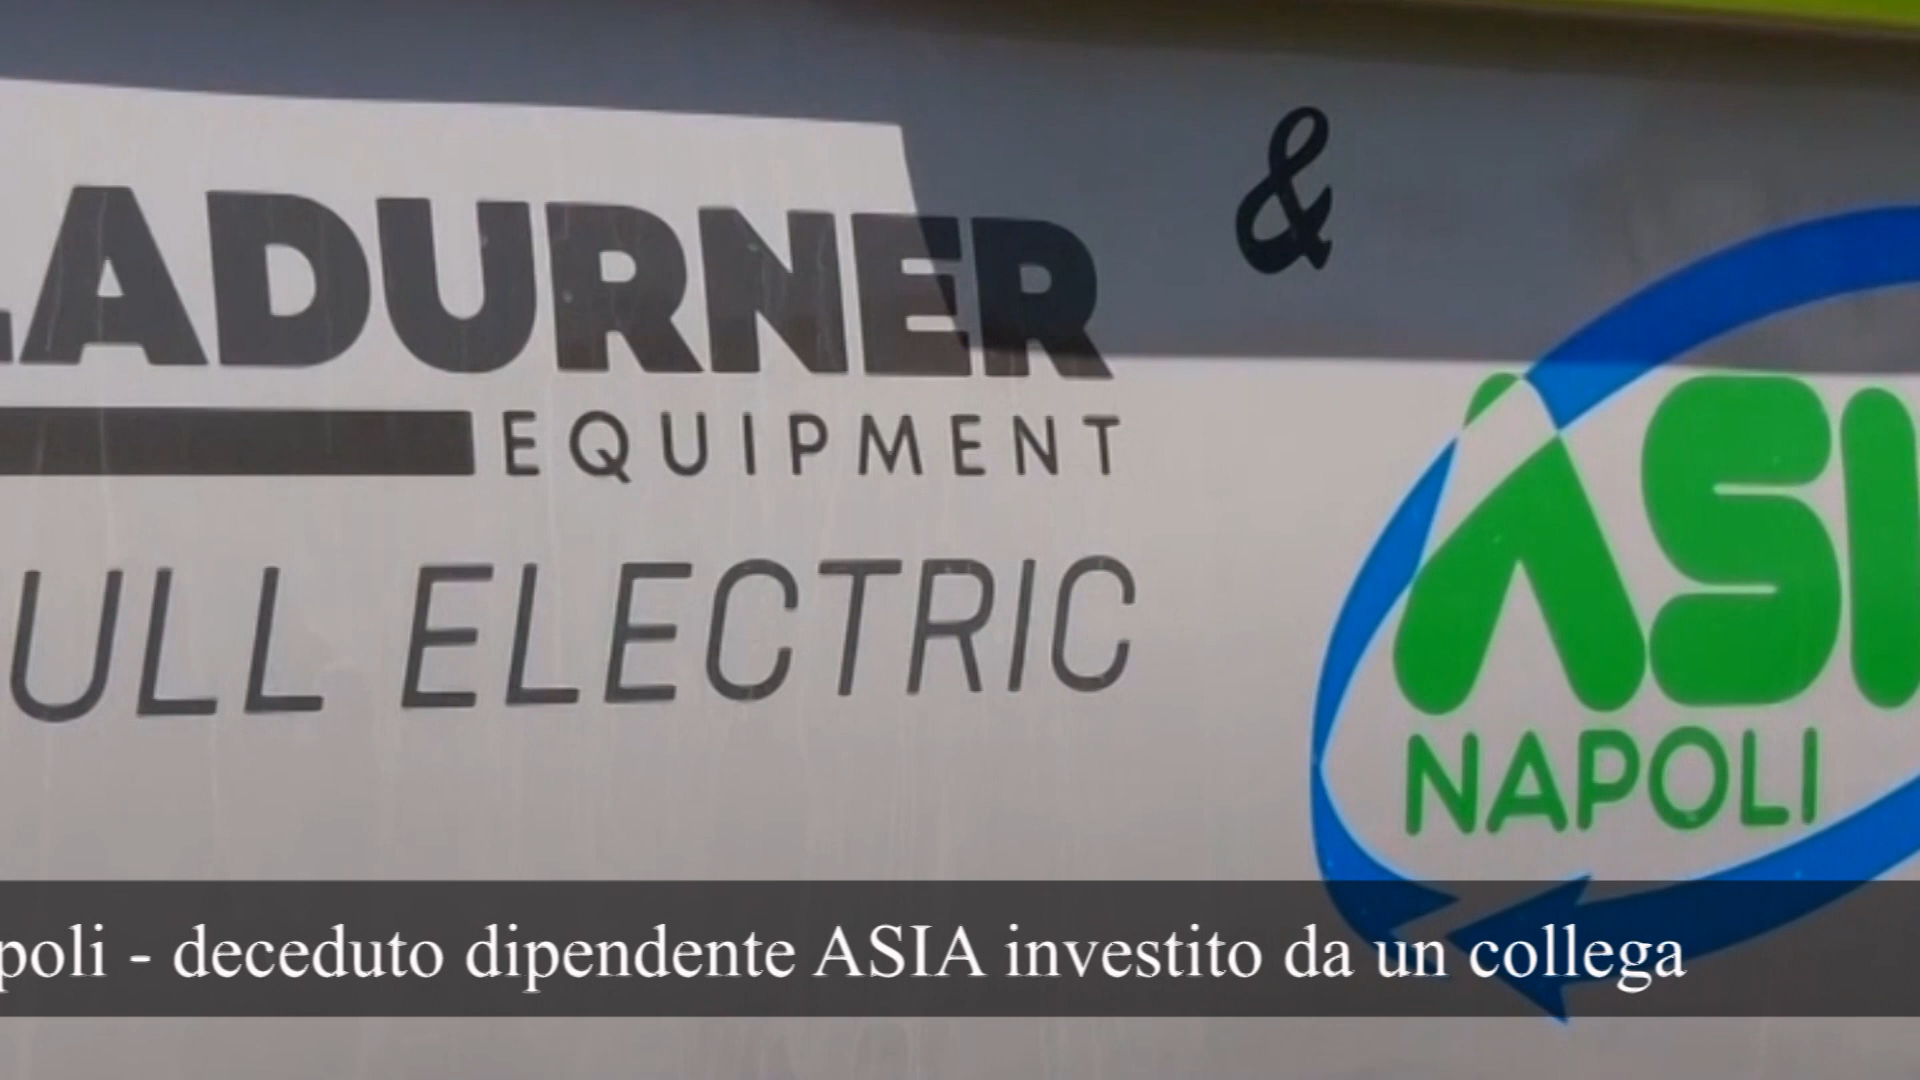 LADURNER
&
EQUIPMENT
ULL ELECTRIC
ASI
NAPOLI
poli - deceduto dipendente ASIA investito da un collega